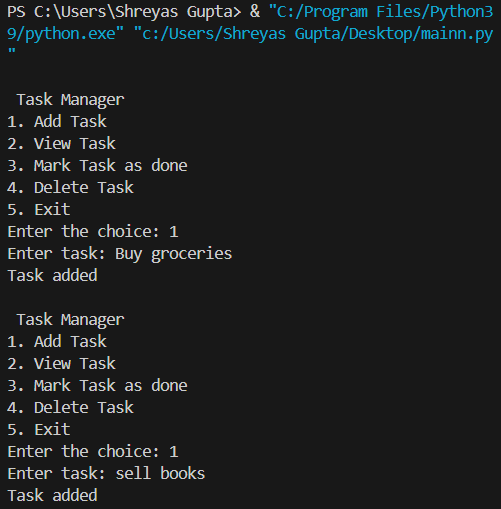 PS C:\Users\Shreyas Gupta> & "C:/Program Files/Python3
9/python.exe" "c:/Users/Shreyas Gupta/Desktop/mainn.py
"
 Task Manager
1. Add Task
2. View Task
3. Mark Task as done
4. Delete Task
5. Exit
Enter the choice: 1
Enter task: Buy groceries
Task added
 Task Manager
1. Add Task
2. View Task
3. Mark Task as done
4. Delete Task
5. Exit
Enter the choice: 1
Enter task: sell books
Task added